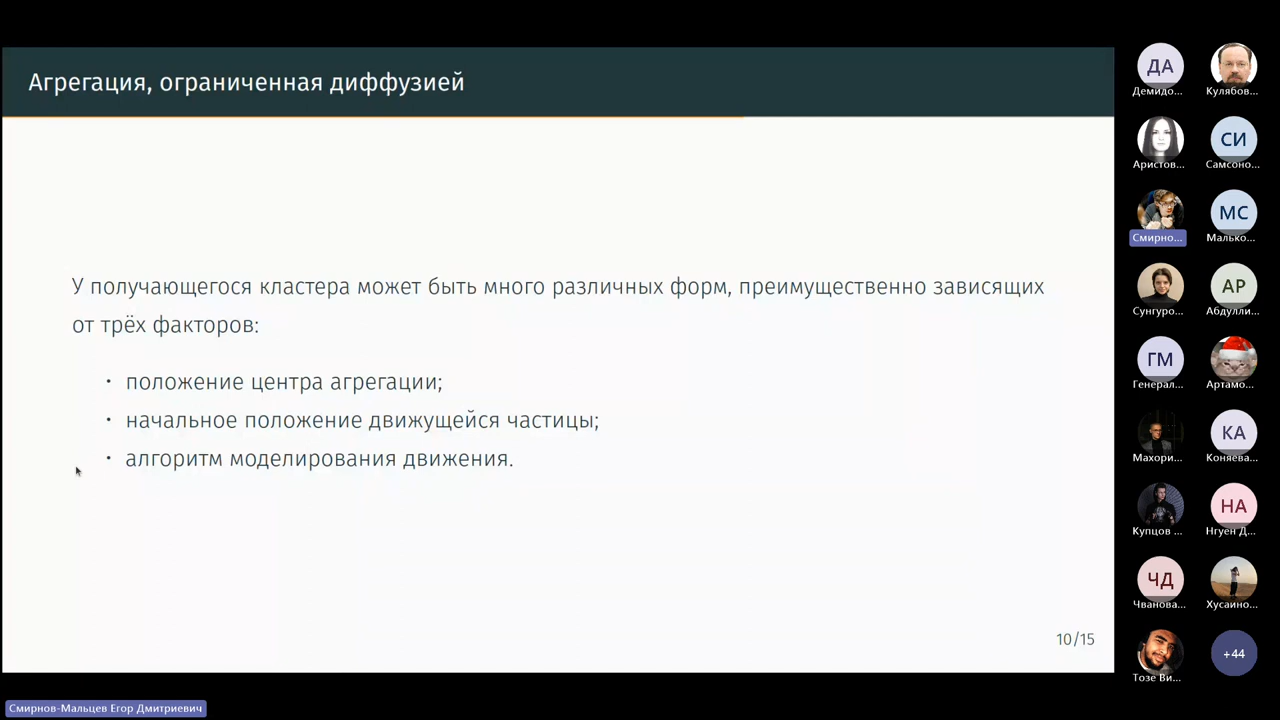 Агрегация, ограниченная диффузией
У получающегося кластера может быть много различных форм, преимущественно зависящих
от трёх факторов:
· положение центра агрегации;
· начальное положение движущейся частицы;
· алгоритм моделирования движения.
10/15
ДА
Демидо...
Кулябов...
Аристов...
СИ
Самсоно...
Смирно...
МС
Малько...
Сунгуро...
АР
Абдулли...
ГМ
Генерал...
Артамо...
Махори...
КА
Коняева...
Купцов ...
НА
Нгуен Д...
ЧД
Чванова...
Хусаино...
Тозе Ви...
+44
Смирнов-Мальцев Егор Дмитриевич